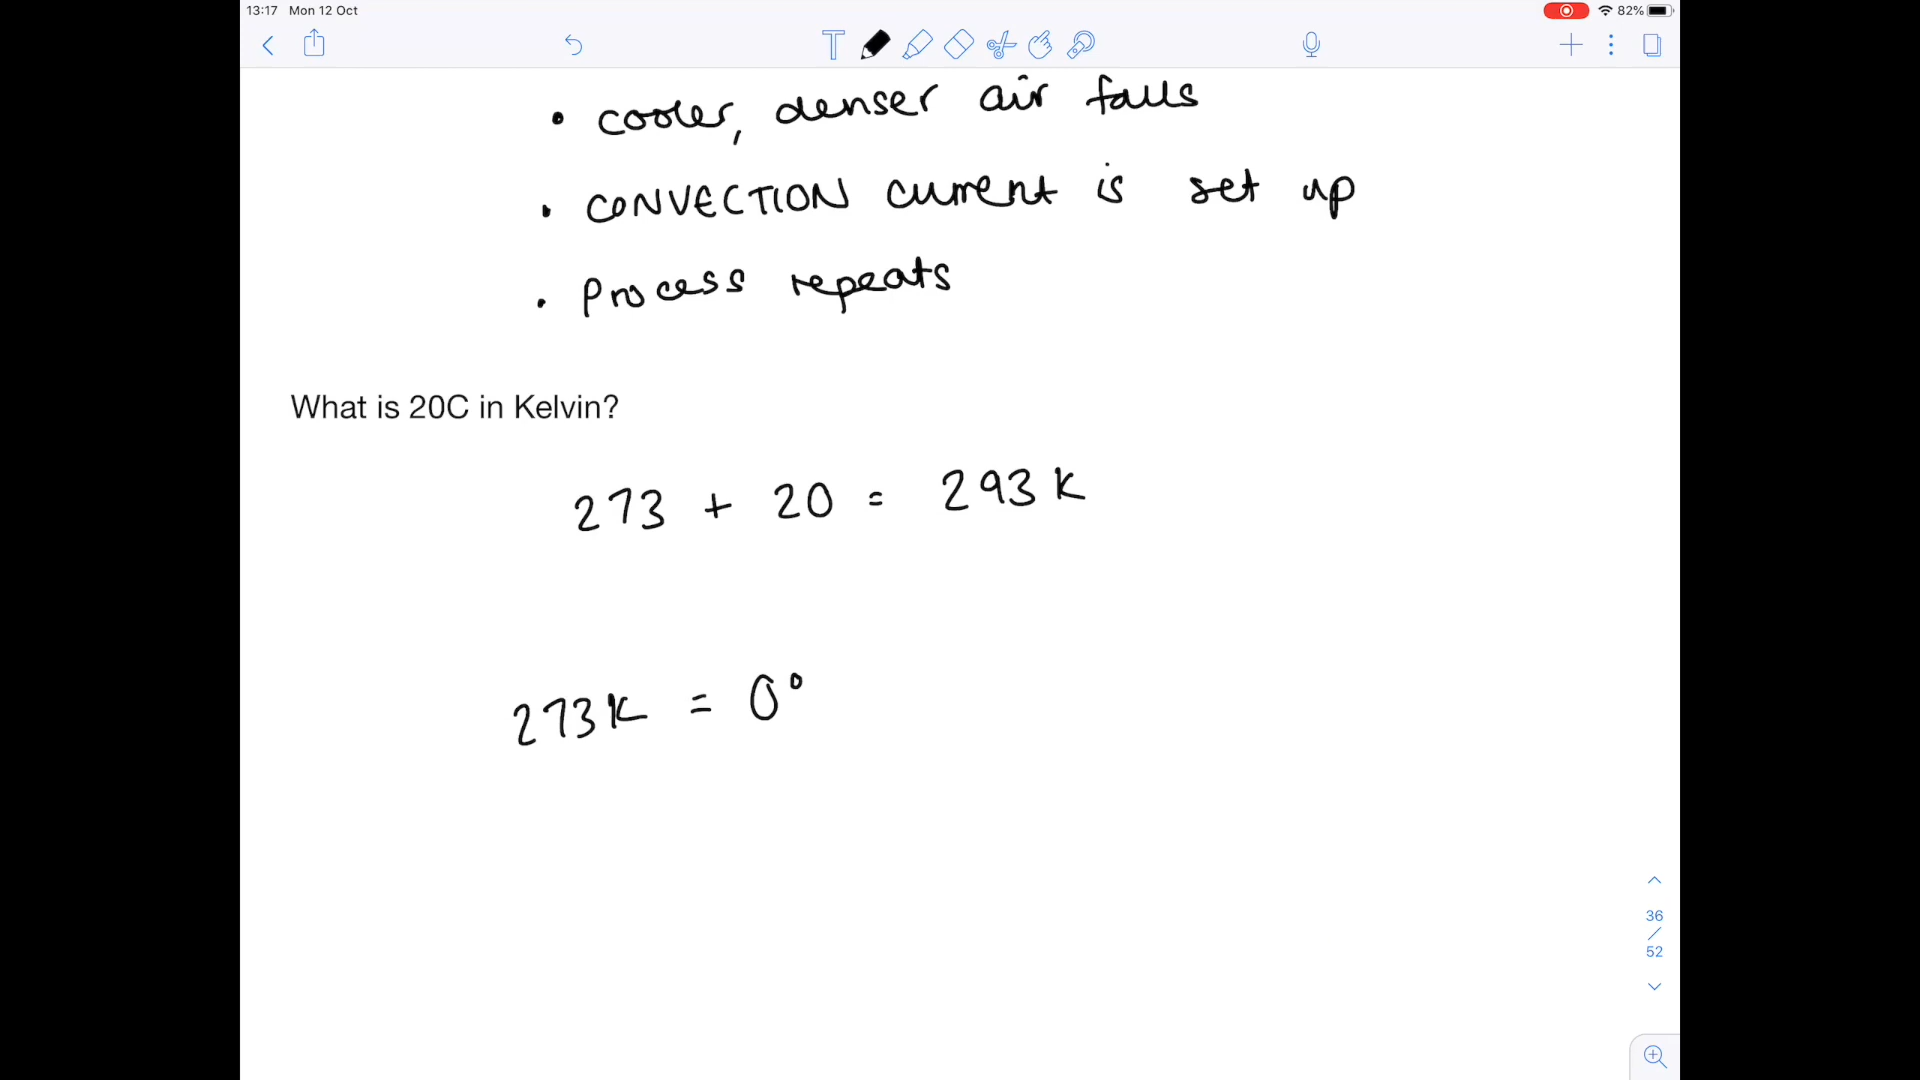 13:17 Mon 12 Oct 82%
• cooler, denser air falls
• CONVECTION current is set up
• Process repeats
What is 20C in Kelvin?
273 + 20 = 293 K
273K = 0°
36
/
52